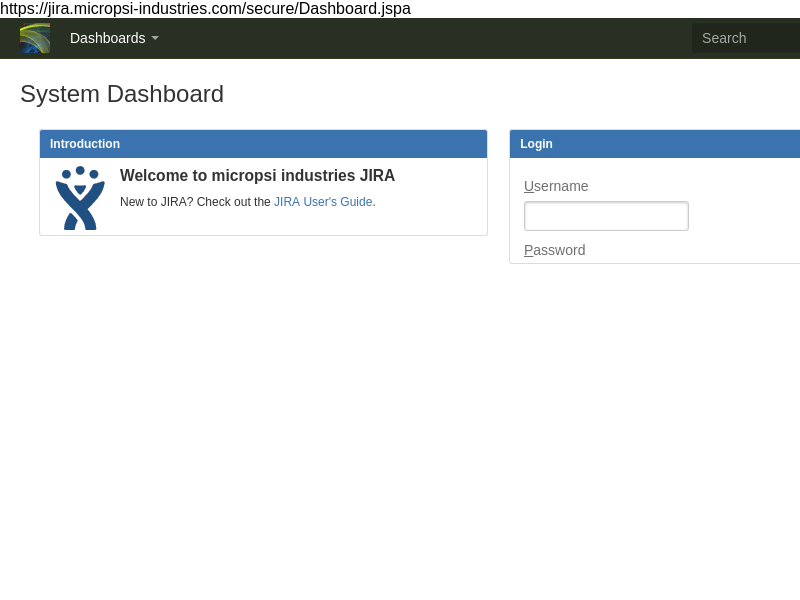 https://jira.micropsi-industries.com/secure/Dashboard.jspa
Dashboards
Search
System Dashboard
Introduction
Welcome to micropsi industries JIRA
New to JIRA? Check out the JIRA User's Guide.
Login
Username
Password